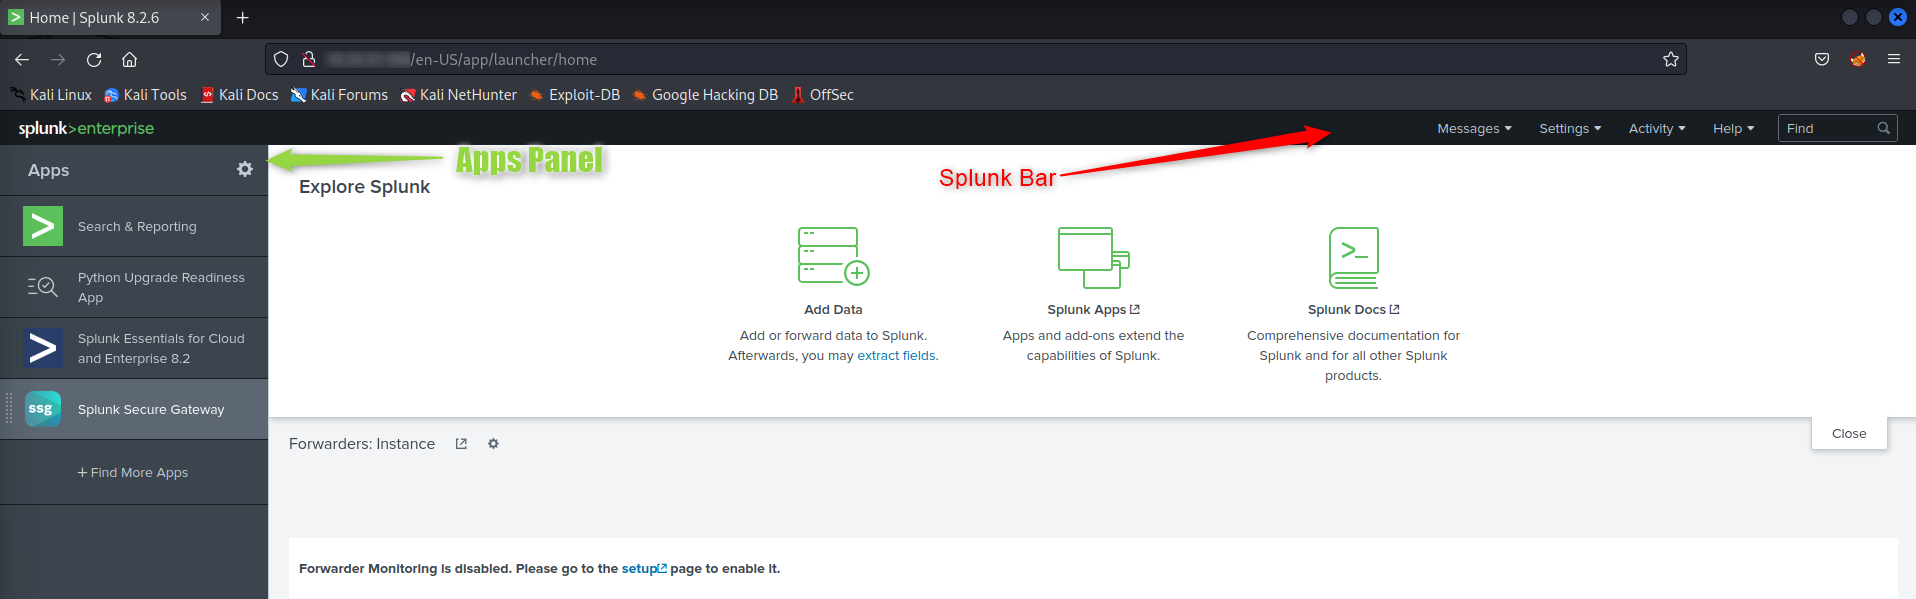 Home | Splunk 8.2.6
/en-US/app/launcher/home
Kali Linux Kali Tools Kali Docs Kali Forums Kali NetHunter Exploit-DB Google Hacking DB OffSec
splunk>enterprise Messages Settings Activity Help Find
Apps
Apps Panel
Splunk Bar
Explore Splunk
Search & Reporting
Python Upgrade Readiness
App
Splunk Essentials for Cloud
and Enterprise 8.2
ssg Splunk Secure Gateway
+ Find More Apps
Add Data
Add or forward data to Splunk.
Afterwards, you may extract fields.
Splunk Apps
Apps and add-ons extend the
capabilities of Splunk.
Splunk Docs
Comprehensive documentation for
Splunk and for all other Splunk
products.
Close
Forwarders: Instance
Forwarder Monitoring is disabled. Please go to the setup page to enable it.